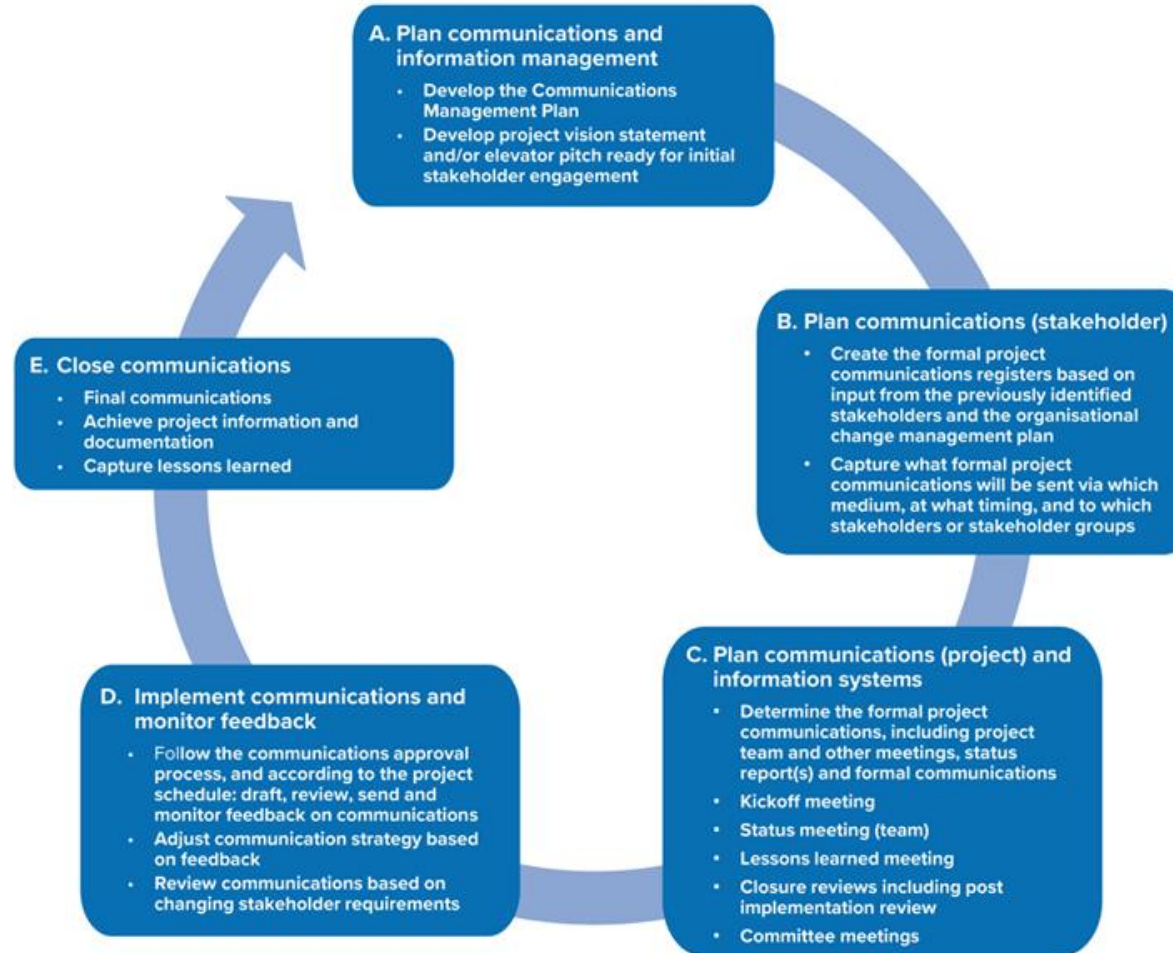 A. Plan communications and
information management
• Develop the Communications
Management Plan
• Develop project vision statement
and/or elevator pitch ready for initial
stakeholder engagement
B. Plan communications (stakeholder)
• Create the formal project
communications registers based on
input from the previously identified
stakeholders and the organisational
change management plan
• Capture what formal project
communications will be sent via which
medium, at what timing, and to which
stakeholders or stakeholder groups
C. Plan communications (project) and
information systems
• Determine the formal project
communications, including project
team and other meetings, status
report(s) and formal communications
• Kickoff meeting
• Status meeting (team)
• Lessons learned meeting
• Closure reviews including post
implementation review
• Committee meetings
D. Implement communications and
monitor feedback
• Follow the communications approval
process, and according to the project
schedule: draft, review, send and
monitor feedback on communications
• Adjust communication strategy based
on feedback
• Review communications based on
changing stakeholder requirements
E. Close communications
• Final communications
• Achieve project information and
documentation
• Capture lessons learned